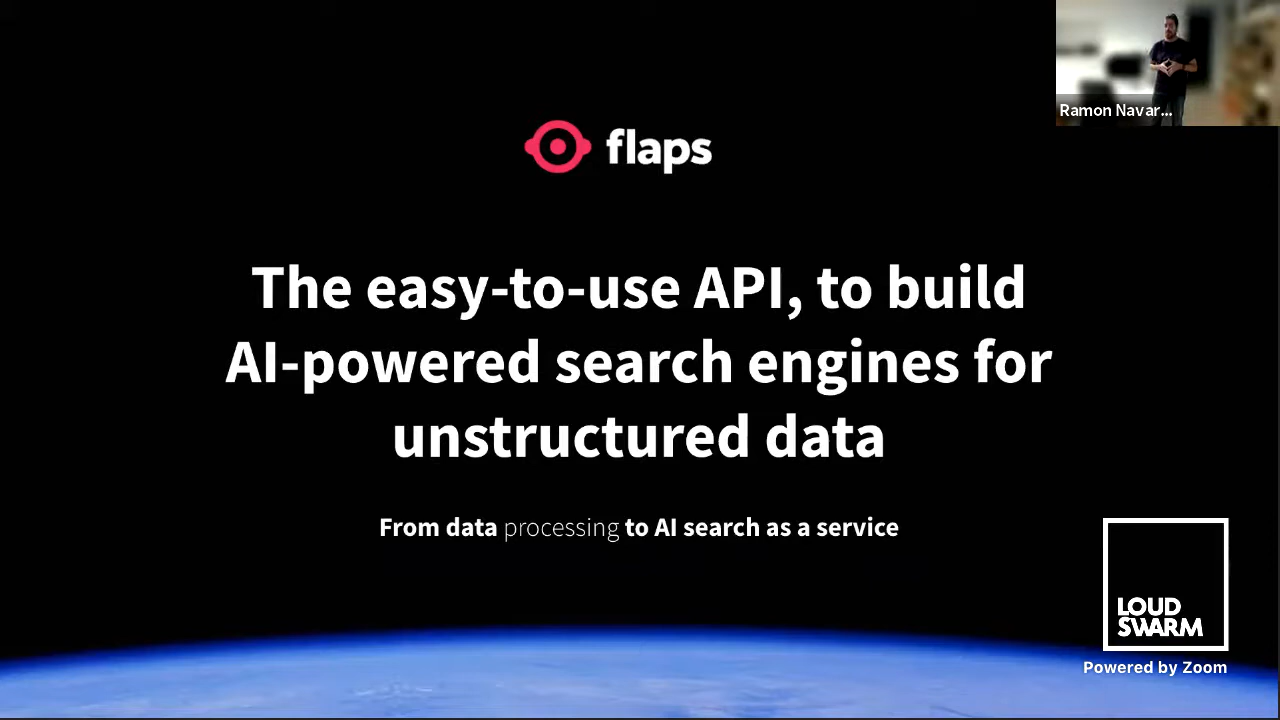 Ramon Navar...
flaps
The easy-to-use API, to build
AI-powered search engines for
unstructured data
From data processing to AI search as a service
LOUD
SWARM
Powered by Zoom